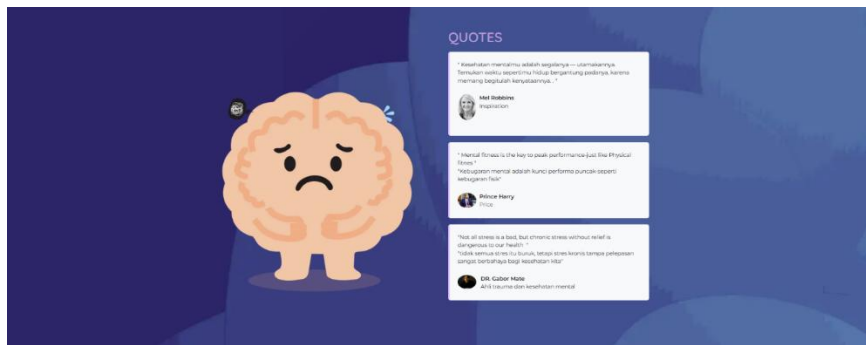 QUOTES
" Kesehatan mentalmu adalah segalanya — utamakannya.
Temukan waktu sepertimu hidup bergantung padanya, karena
memang begitulah kenyataannya... "
Mel Robbins
Inspiration
" Mental fitness is the key to peak performance just like Physical
fitnes "
"Kebugaran mental adalah kunci performa puncak seperti
kebugaran fisik"
Prince Harry
Price
"Not all stress is a bad, but chronic stress without relief is
dangerous to our health "
"tidak semua stres itu buruk, tetapi stres kronis tanpa pelepasan
sangat berbahaya bagi kesehatan kita"
DR. Gabor Mate
Ahli trauma dan kesehatan mental